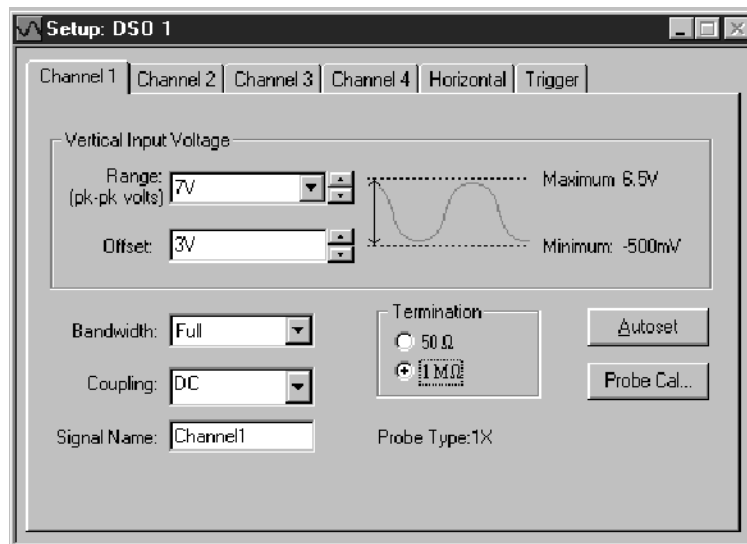 Setup: DSO 1
Channel 1 Channel 2 Channel 3 Channel 4 Horizontal Trigger
Vertical Input Voltage
Range:
(pk-pk volts)
7V
Maximum 6.5V
Offset:
3V
Minimum: -500mV
Bandwidth:
Full
Termination
50 Ω
1 MΩ
Autoset
Coupling:
DC
Probe Cal...
Signal Name:
Channel1
Probe Type:1X